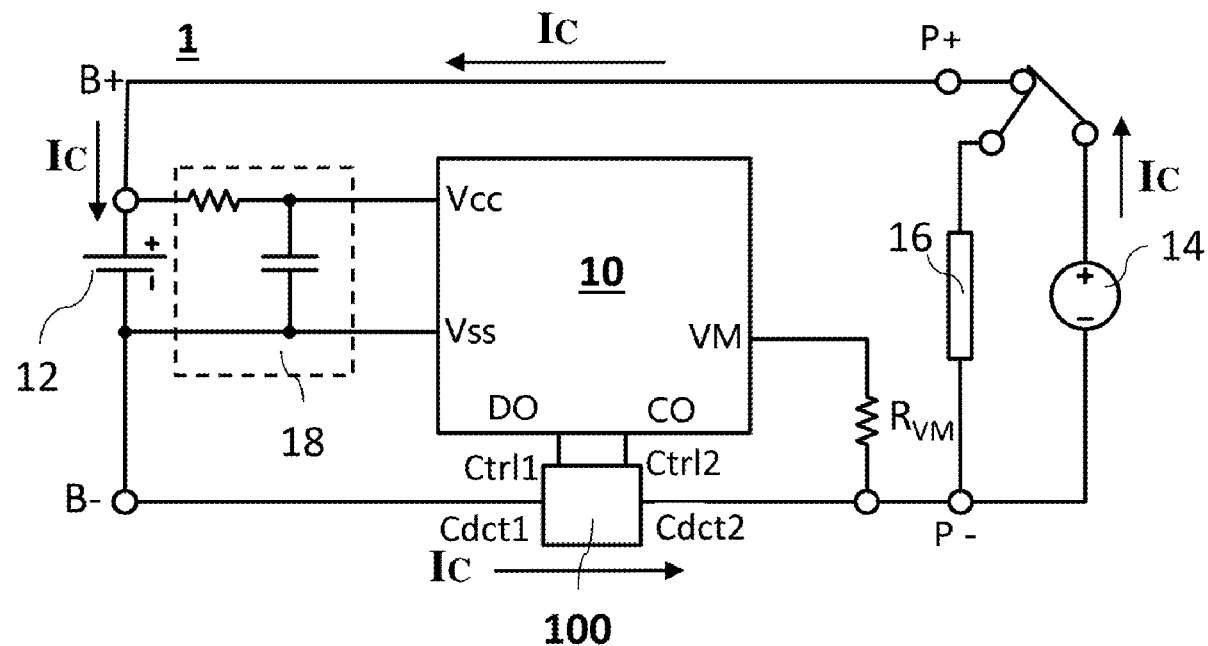 1
Ic
P+
B+
Ic
Ic
Vcc
16
14
10
Vss
VM
12
DO
CO
RVM
18
Ctrl1
Ctrl2
B-
Cdct1
Cdct2
P -
Ic
100
+
−
+
−